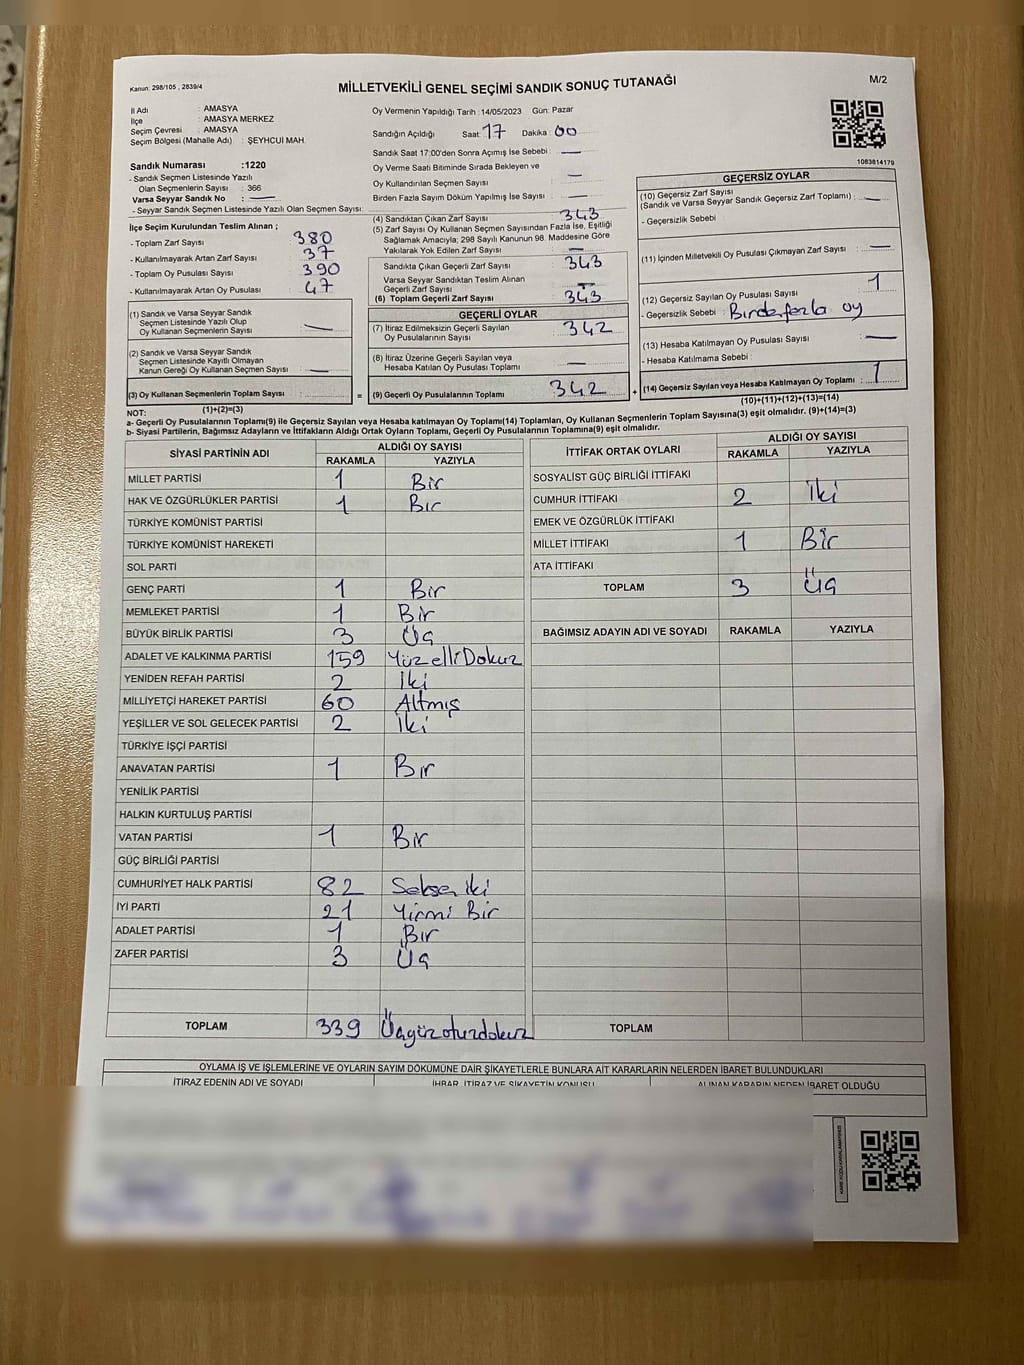 Kanun: 298/105 , 2839/4
MİLLETVEKİLİ GENEL SEÇİMİ SANDIK SONUÇ TUTANAĞI
M/2
İl Adı : AMASYA
İlçe : AMASYA MERKEZ
Seçim Çevresi : AMASYA
Seçim Bölgesi (Mahalle Adı) : ŞEYHCUİ MAH.
Sandık Numarası :1220
- Sandık Seçmen Listesinde Yazılı
Olan Seçmenlerin Sayısı : 366
Varsa Seyyar Sandık No : —
- Seyyar Sandık Seçmen Listesinde Yazılı Olan Seçmen Sayısı:
İlçe Seçim Kurulundan Teslim Alınan ;
- Toplam Zarf Sayısı 380
- Kullanılmayarak Artan Zarf Sayısı 37
- Toplam Oy Pusulası Sayısı 390
- Kullanılmayarak Artan Oy Pusulası 47
(1) Sandık ve Varsa Seyyar Sandık
Seçmen Listesinde Yazılı Olup
Oy Kullanan Seçmenlerin Sayısı : —
(2) Sandık ve Varsa Seyyar Sandık
Seçmen Listesinde Kayıtlı Olmayan
Kanun Gereği Oy Kullanan Seçmen Sayısı : —
(3) Oy Kullanan Seçmenlerin Toplam Sayısı :
(1)+(2)=(3)
Oy Vermenin Yapıldığı Tarih : 14/05/2023 Gün: Pazar
Sandığın Açıldığı Saat 17 Dakika 00
Sandık Saat 17:00'den Sonra Açımış İse Sebebi : —
Oy Verme Saati Bitiminde Sırada Bekleyen ve
Oy Kullandırılan Seçmen Sayısı : —
Birden Fazla Sayım Döküm Yapılmış İse Sayısı : —
(4) Sandıktan Çıkan Zarf Sayısı : 343
(5) Zarf Sayısı Oy Kullanan Seçmen Sayısından Fazla İse, Eşitliği
Sağlamak Amacıyla; 298 Sayılı Kanunun 98. Maddesine Göre
Yakılarak Yok Edilen Zarf Sayısı : —
Sandıkta Çıkan Geçerli Zarf Sayısı : 343
Varsa Seyyar Sandıktan Teslim Alınan
Geçerli Zarf Sayısı : —
(6) Toplam Geçerli Zarf Sayısı : 343
GEÇERLİ OYLAR
(7) İtiraz Edilmeksizin Geçerli Sayılan
Oy Pusulalarının Sayısı : 342
(8) İtiraz Üzerine Geçerli Sayılan veya
Hesaba Katılan Oy Pusulası Toplamı : —
= (9) Geçerli Oy Pusulalarının Toplamı 342 +
1083814179
GEÇERSİZ OYLAR
(10) Geçersiz Zarf Sayısı
(Sandık ve Varsa Seyyar Sandık Geçersiz Zarf Toplamı) : —
- Geçersizlik Sebebi :
(11) İçinden Milletvekili Oy Pusulası Çıkmayan Zarf Sayısı : —
(12) Geçersiz Sayılan Oy Pusulası Sayısı : 1
- Geçersizlik Sebebi : Birdefazla oy
(13) Hesaba Katılmayan Oy Pusulası Sayısı : —
- Hesaba Katılmama Sebebi :
(14) Geçersiz Sayılan veya Hesaba Katılmayan Oy Toplamı : 1
(10)+(11)+(12)+(13)=(14)
NOT:
a- Geçerli Oy Pusulalarının Toplamı(9) ile Geçersiz Sayılan veya Hesaba katılmayan Oy Toplamı(14) Toplamları, Oy Kullanan Seçmenlerin Toplam Sayısına(3) eşit olmalıdır. (9)+(14)=(3)
b- Siyasi Partilerin, Bağımsız Adayların ve İttifakların Aldığı Ortak Oyların Toplamı, Geçerli Oy Pusulalarının Toplamına(9) eşit olmalıdır.
SİYASİ PARTİNİN ADI ALDIĞI OY SAYISI
RAKAMLA YAZIYLA
MİLLET PARTİSİ 1 Bir
HAK VE ÖZGÜRLÜKLER PARTİSİ 1 Bir
TÜRKİYE KOMÜNİST PARTİSİ
TÜRKİYE KOMÜNİST HAREKETİ
SOL PARTİ
GENÇ PARTİ 1 Bir
MEMLEKET PARTİSİ 1 Bir
BÜYÜK BİRLİK PARTİSİ 3 Üç
ADALET VE KALKINMA PARTİSİ 159 YüzelliDokuz
YENİDEN REFAH PARTİSİ 2 İki
MİLLİYETÇİ HAREKET PARTİSİ 60 Altmış
YEŞİLLER VE SOL GELECEK PARTİSİ 2 İki
TÜRKİYE İŞÇİ PARTİSİ
ANAVATAN PARTİSİ 1 Bir
YENİLİK PARTİSİ
HALKIN KURTULUŞ PARTİSİ
VATAN PARTİSİ 1 Bir
GÜÇ BİRLİĞİ PARTİSİ
CUMHURİYET HALK PARTİSİ 82 Seksen iki
İYİ PARTİ 21 Yirmi Bir
ADALET PARTİSİ 1 Bir
ZAFER PARTİSİ 3 Üç
TOPLAM 339 Üçyüzotuzdokuz
İTTİFAK ORTAK OYLARI ALDIĞI OY SAYISI
RAKAMLA YAZIYLA
SOSYALİST GÜÇ BİRLİĞİ İTTİFAKI
CUMHUR İTTİFAKI 2 İki
EMEK VE ÖZGÜRLÜK İTTİFAKI
MİLLET İTTİFAKI 1 Bir
ATA İTTİFAKI
TOPLAM 3 Üç
BAĞIMSIZ ADAYIN ADI VE SOYADI RAKAMLA YAZIYLA
TOPLAM
OYLAMA İŞ VE İŞLEMLERİNE VE OYLARIN SAYIM DÖKÜMÜNE DAİR ŞİKAYETLERLE BUNLARA AİT KARARLARIN NELERDEN İBARET BULUNDUKLARI
İTİRAZ EDENİN ADI VE SOYADI İHBAR, İTİRAZ VE ŞİKAYETİN KONUSU ALINAN KARARIN NEDEN İBARET OLDUĞU